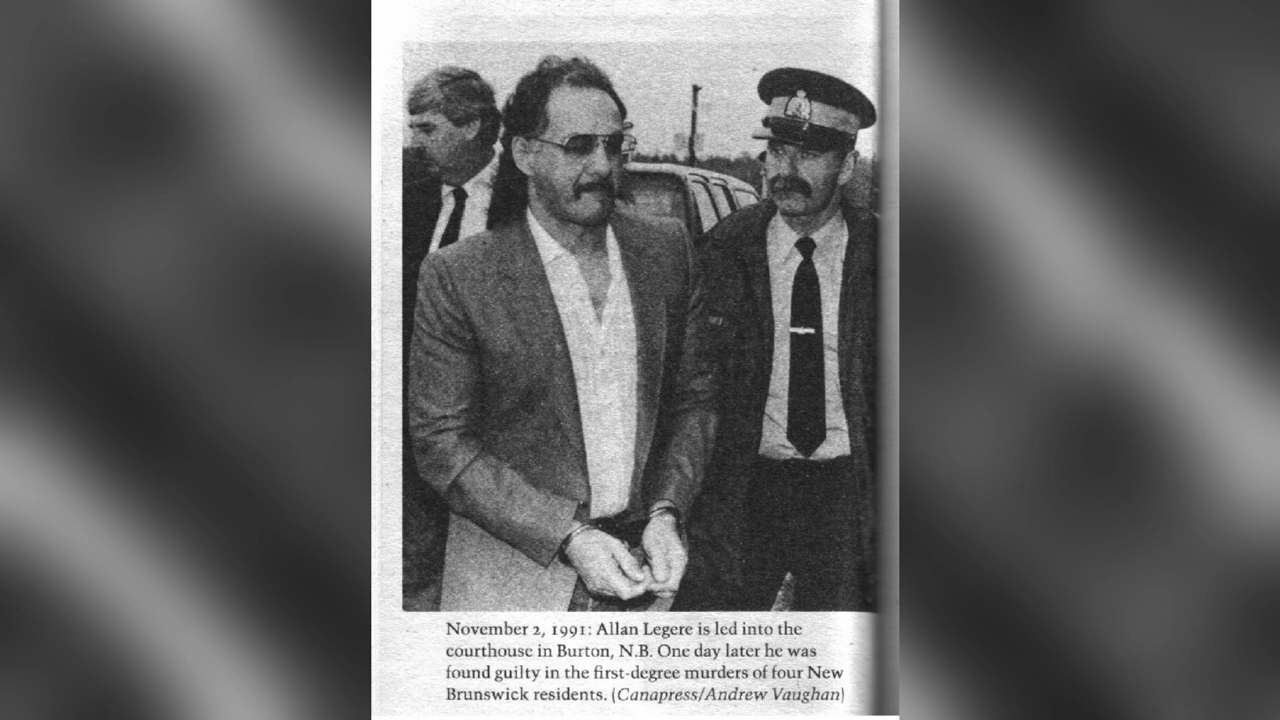 November 2, 1991: Allan Legere is led into the
courthouse in Burton, N.B. One day later he was
found guilty in the first-degree murders of four New
Brunswick residents. (Canapress/Andrew Vaughan)